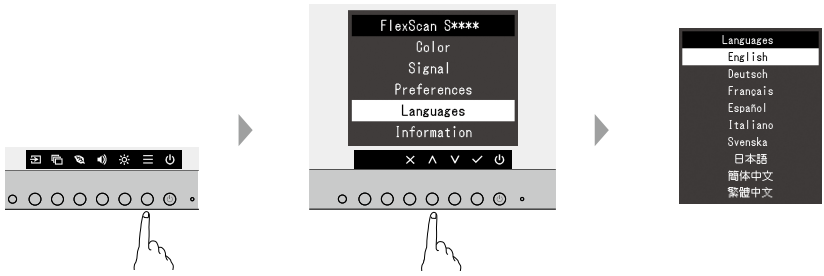 FlexScan S****
Color
Signal
Preferences
Languages
Information
Languages
English
Deutsch
Français
Español
Italiano
Svenska
日本語
簡体中文
繁體中文